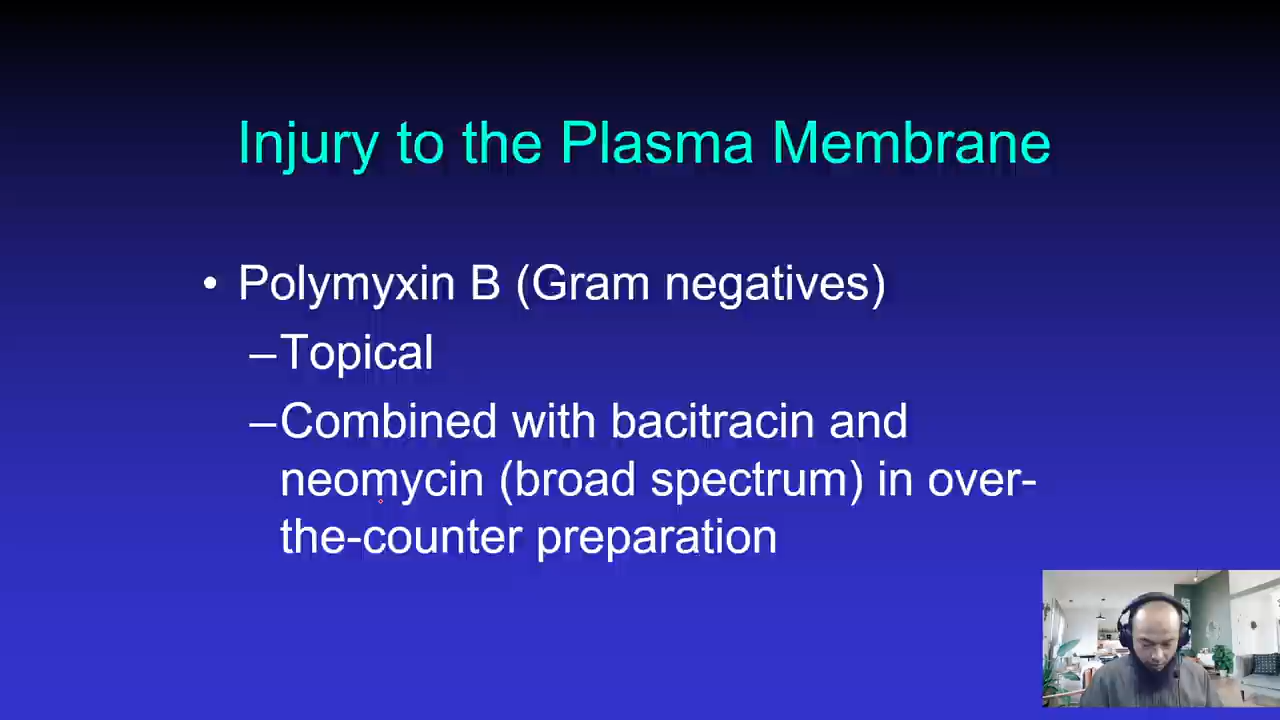 Injury to the Plasma Membrane
• Polymyxin B (Gram negatives)
–Topical
–Combined with bacitracin and
neomycin (broad spectrum) in over-
the-counter preparation